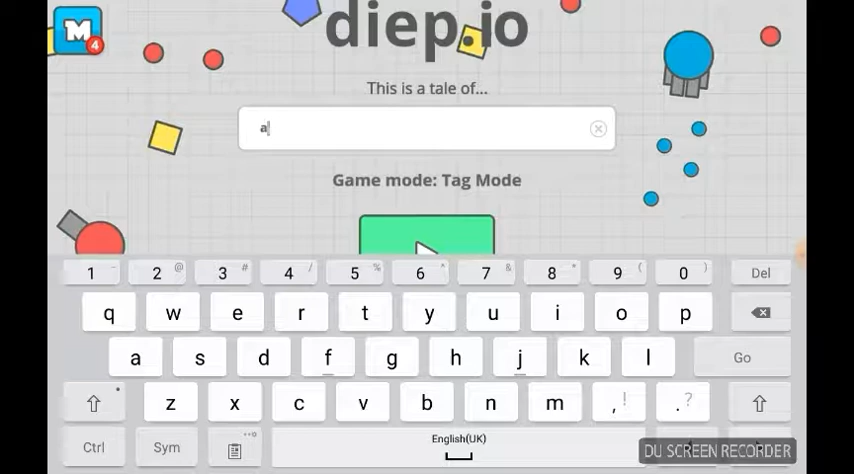 M
4
diep.io
This is a tale of...
a
Game mode: Tag Mode
1 2 @ 3 # 4 / 5 % 6 ^ 7 & 8 * 9 ( 0 ) Del
q w e r t y u i o p
a s d f g h j k l Go
z x c v b n m , ! . ?
Ctrl Sym English(UK)
DU SCREEN RECORDER